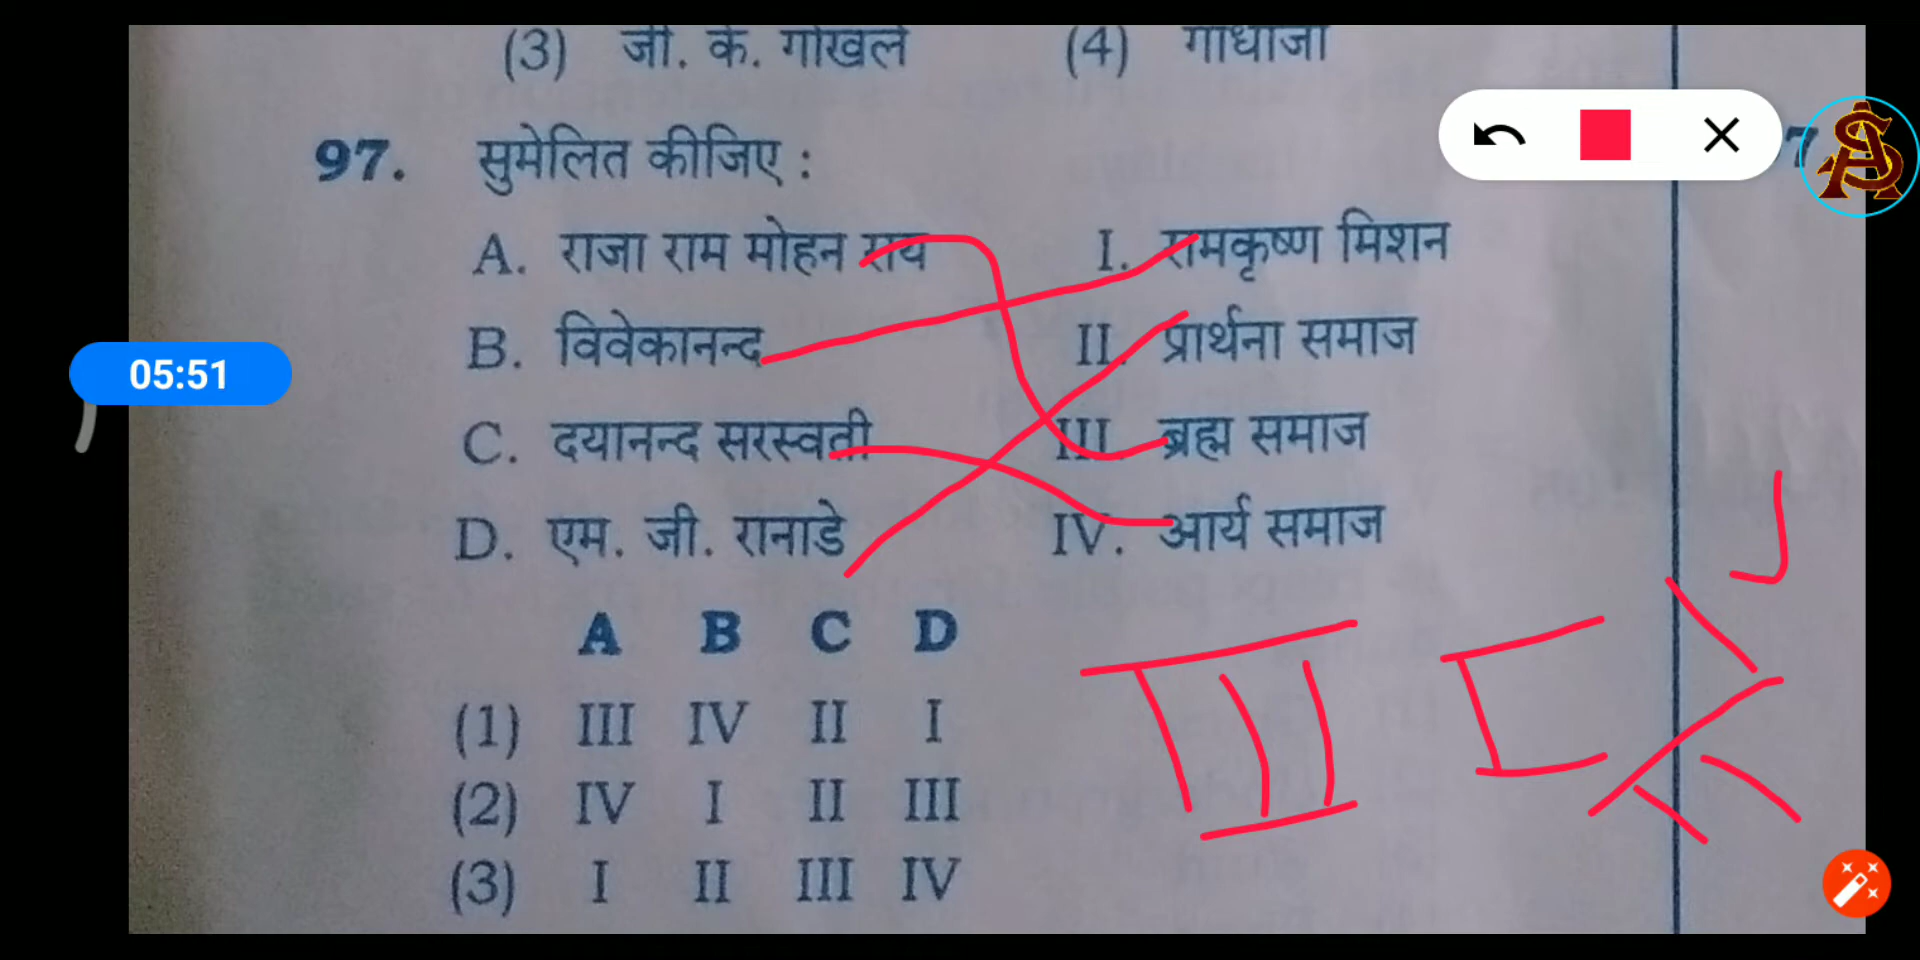 (3) जी. के. गोखले (4) गांधीजी
97. सुमेलित कीजिए :
A. राजा राम मोहन राय I. रामकृष्ण मिशन
B. विवेकानन्द II. प्रार्थना समाज
C. दयानन्द सरस्वती III. ब्रह्म समाज
D. एम. जी. रानाडे IV. आर्य समाज
05:51
A B C D
(1) III IV II I
(2) IV I II III
(3) I II III IV
III I